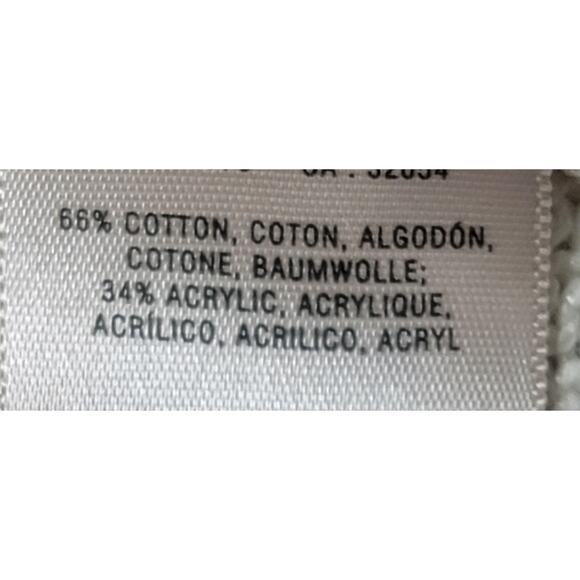 66% COTTON, COTON, ALGODÓN,
COTONE, BAUMWOLLE;
34% ACRYLIC, ACRYLIQUE,
ACRÍLICO, ACRILICO, ACRYL